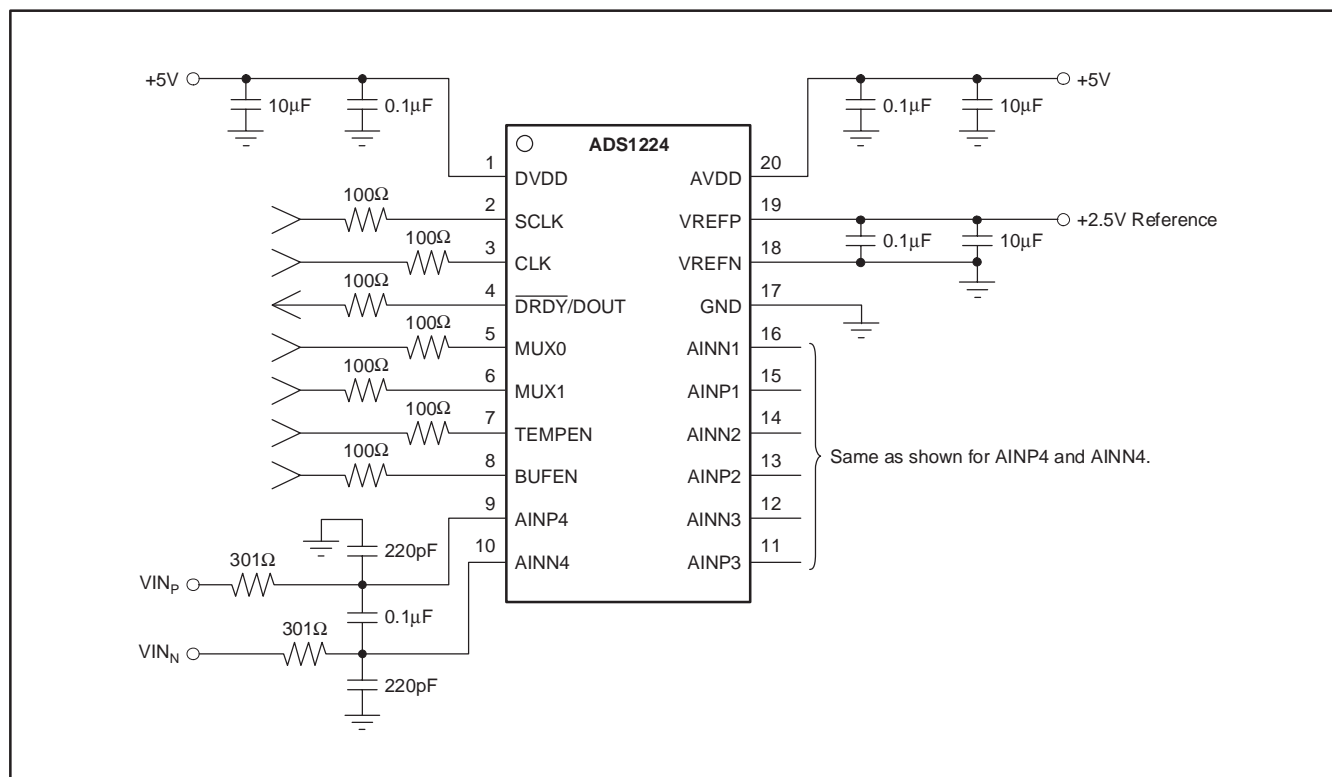 +5V
10μF
0.1μF
0.1μF
10μF
+5V
ADS1224
1
DVDD
AVDD
20
100Ω
2
SCLK
VREFP
19
+2.5V Reference
100Ω
3
CLK
VREFN
18
0.1μF
10μF
100Ω
4
DRDY/DOUT
GND
17
100Ω
5
MUX0
AINN1
16
100Ω
6
MUX1
AINP1
15
100Ω
7
TEMPEN
AINN2
14
100Ω
8
BUFEN
AINP2
13
Same as shown for AINP4 and AINN4.
9
AINP4
AINN3
12
220pF
10
AINN4
AINP3
11
301Ω
VINP
0.1μF
301Ω
VINN
220pF